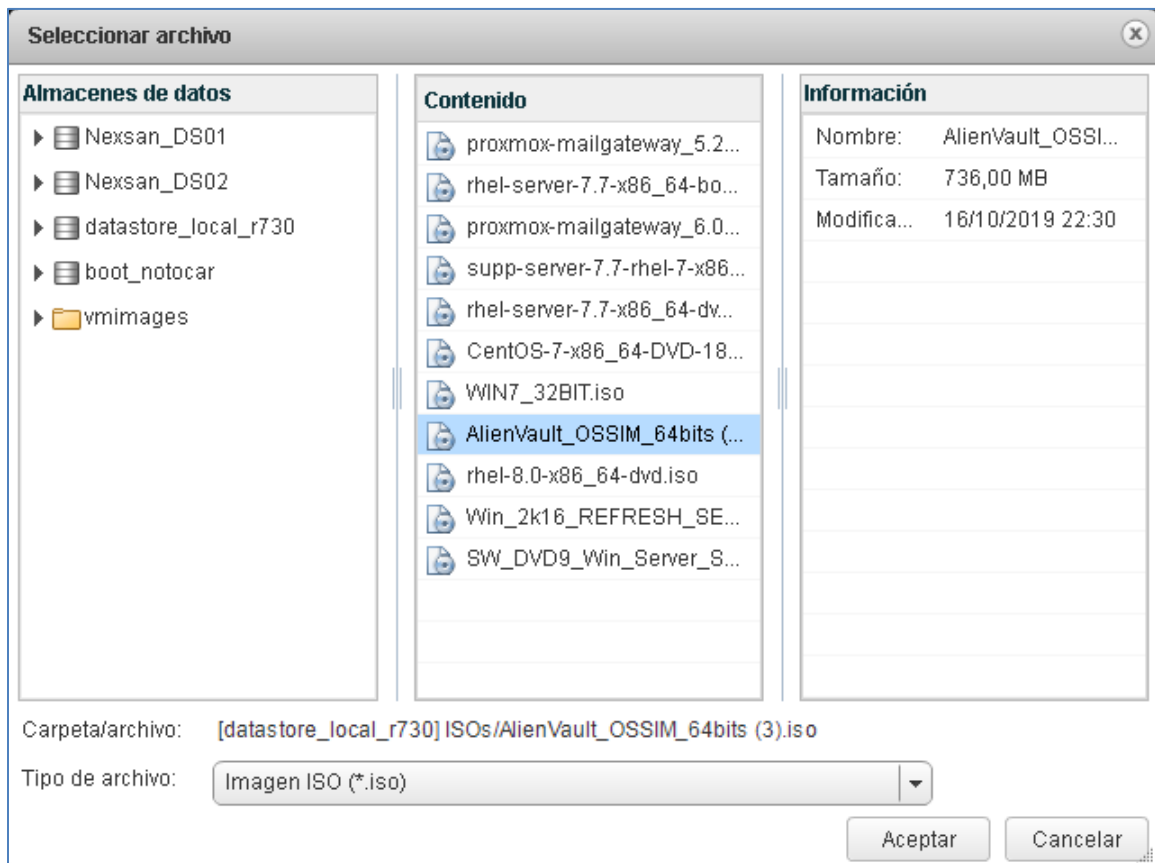 Seleccionar archivo
Almacenes de datos
Nexsan_DS01
Nexsan_DS02
datastore_local_r730
boot_notocar
vmimages
Contenido
proxmox-mailgateway_5.2...
rhel-server-7.7-x86_64-bo...
proxmox-mailgateway_6.0...
supp-server-7.7-rhel-7-x86...
rhel-server-7.7-x86_64-dv...
CentOS-7-x86_64-DVD-18...
WIN7_32BIT.iso
AlienVault_OSSIM_64bits (...
rhel-8.0-x86_64-dvd.iso
Win_2k16_REFRESH_SE...
SW_DVD9_Win_Server_S...
Información
Nombre: AlienVault_OSSI...
Tamaño: 736,00 MB
Modifica... 16/10/2019 22:30
Carpeta/archivo: [datastore_local_r730] ISOs/AlienVault_OSSIM_64bits (3).iso
Tipo de archivo: Imagen ISO (*.iso)
Aceptar Cancelar